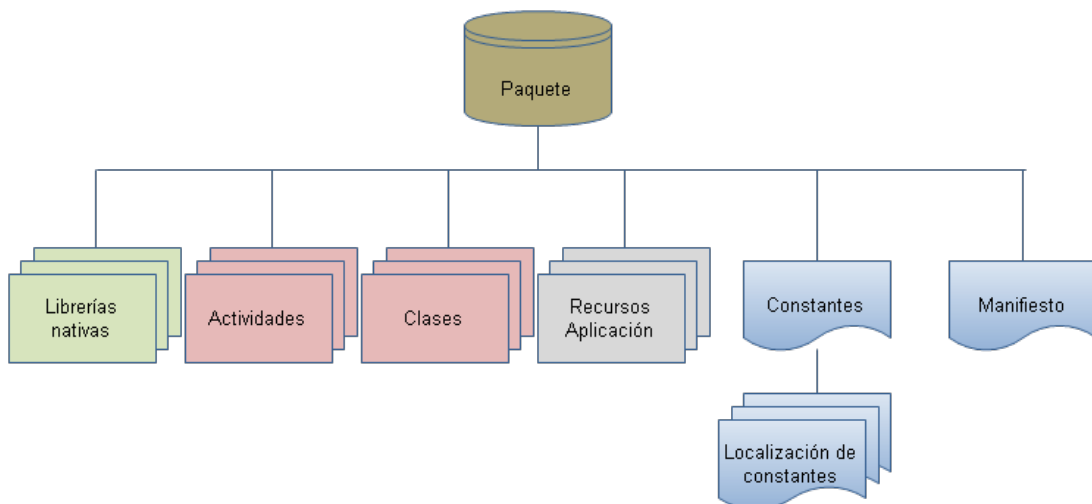 Paquete
Librerías
nativas
Actividades
Clases
Recursos
Aplicación
Constantes
Manifiesto
Localización de
constantes